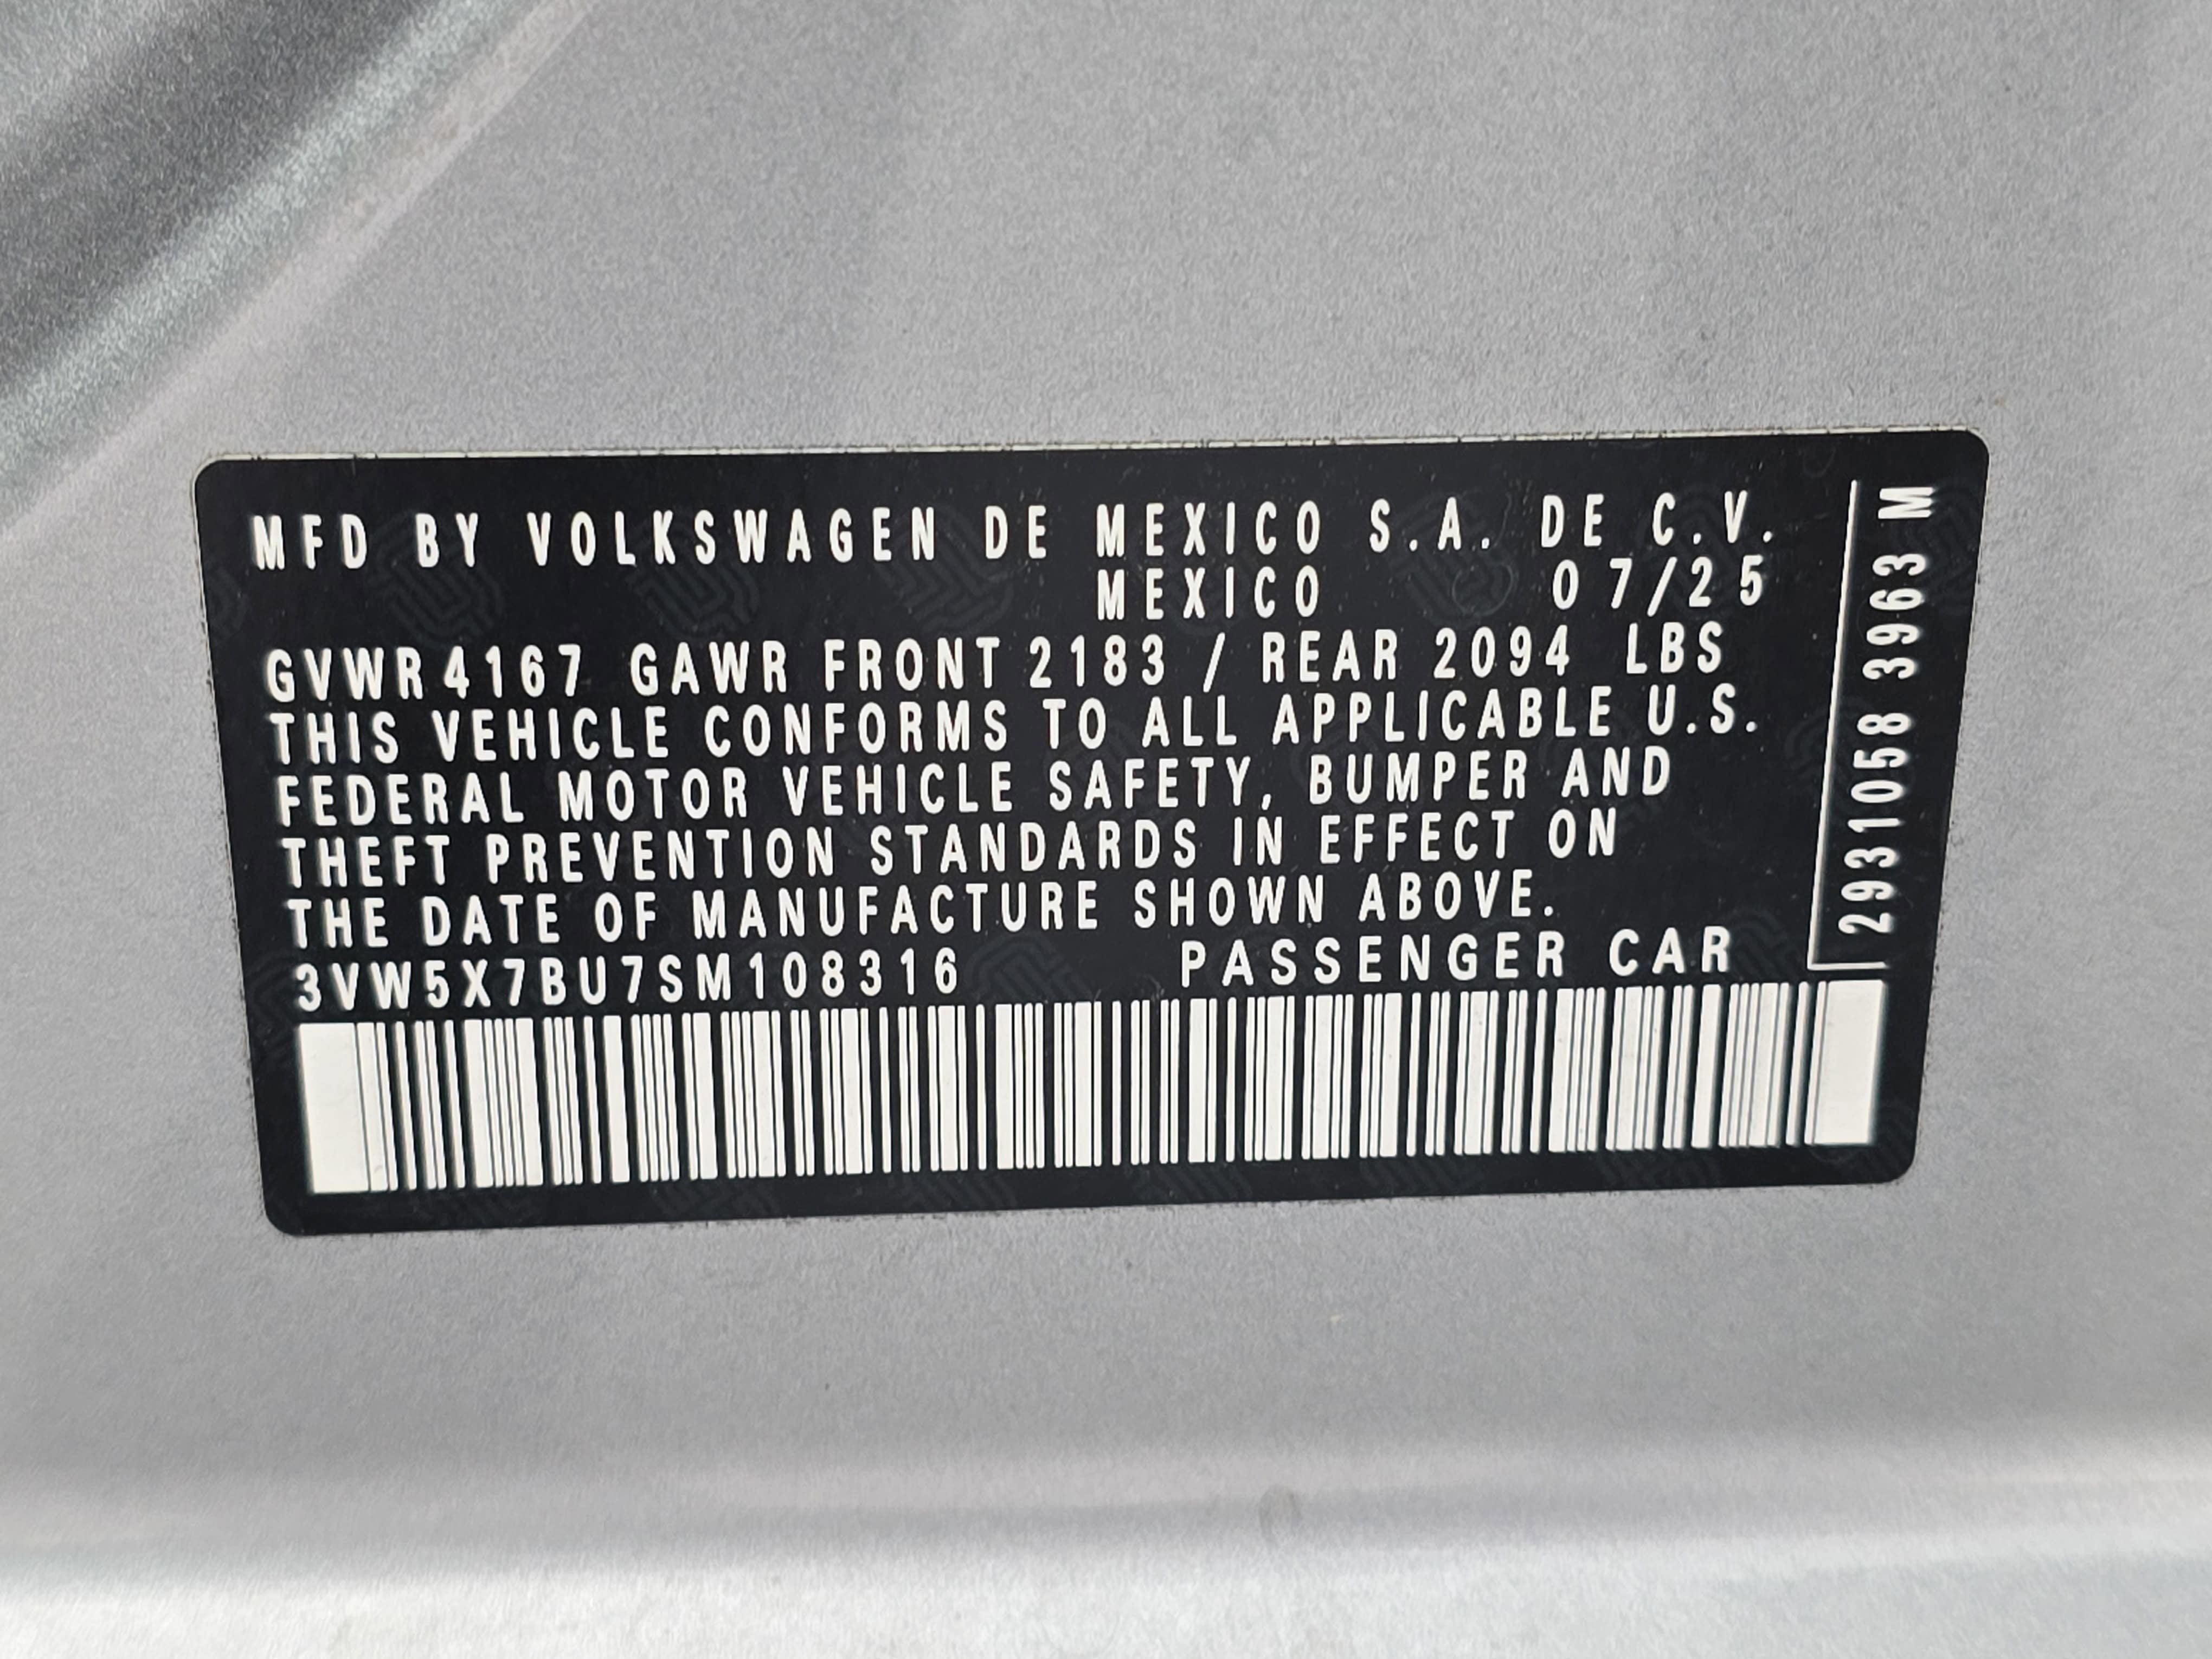 MFD BY VOLKSWAGEN DE MEXICO S.A. DE C.V.
MEXICO 07/25
GVWR 4167 GAWR FRONT 2183 / REAR 2094 LBS
THIS VEHICLE CONFORMS TO ALL APPLICABLE U.S.
FEDERAL MOTOR VEHICLE SAFETY, BUMPER AND
THEFT PREVENTION STANDARDS IN EFFECT ON
THE DATE OF MANUFACTURE SHOWN ABOVE.
3VW5X7BU7SM108316 PASSENGER CAR
2931058 3963 M